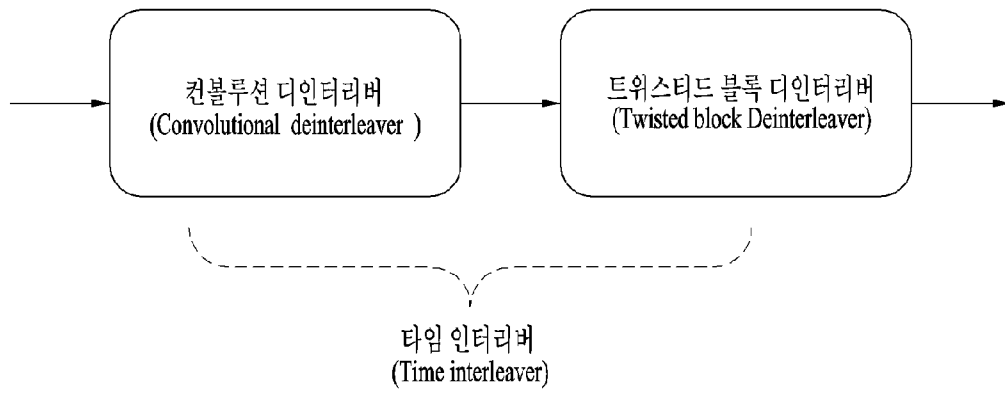 컨볼루션 디인터리버
(Convolutional deinterleaver )
트위스티드 블록 디인터리버
(Twisted block Deinterleaver)
타임 인터리버
(Time interleaver)